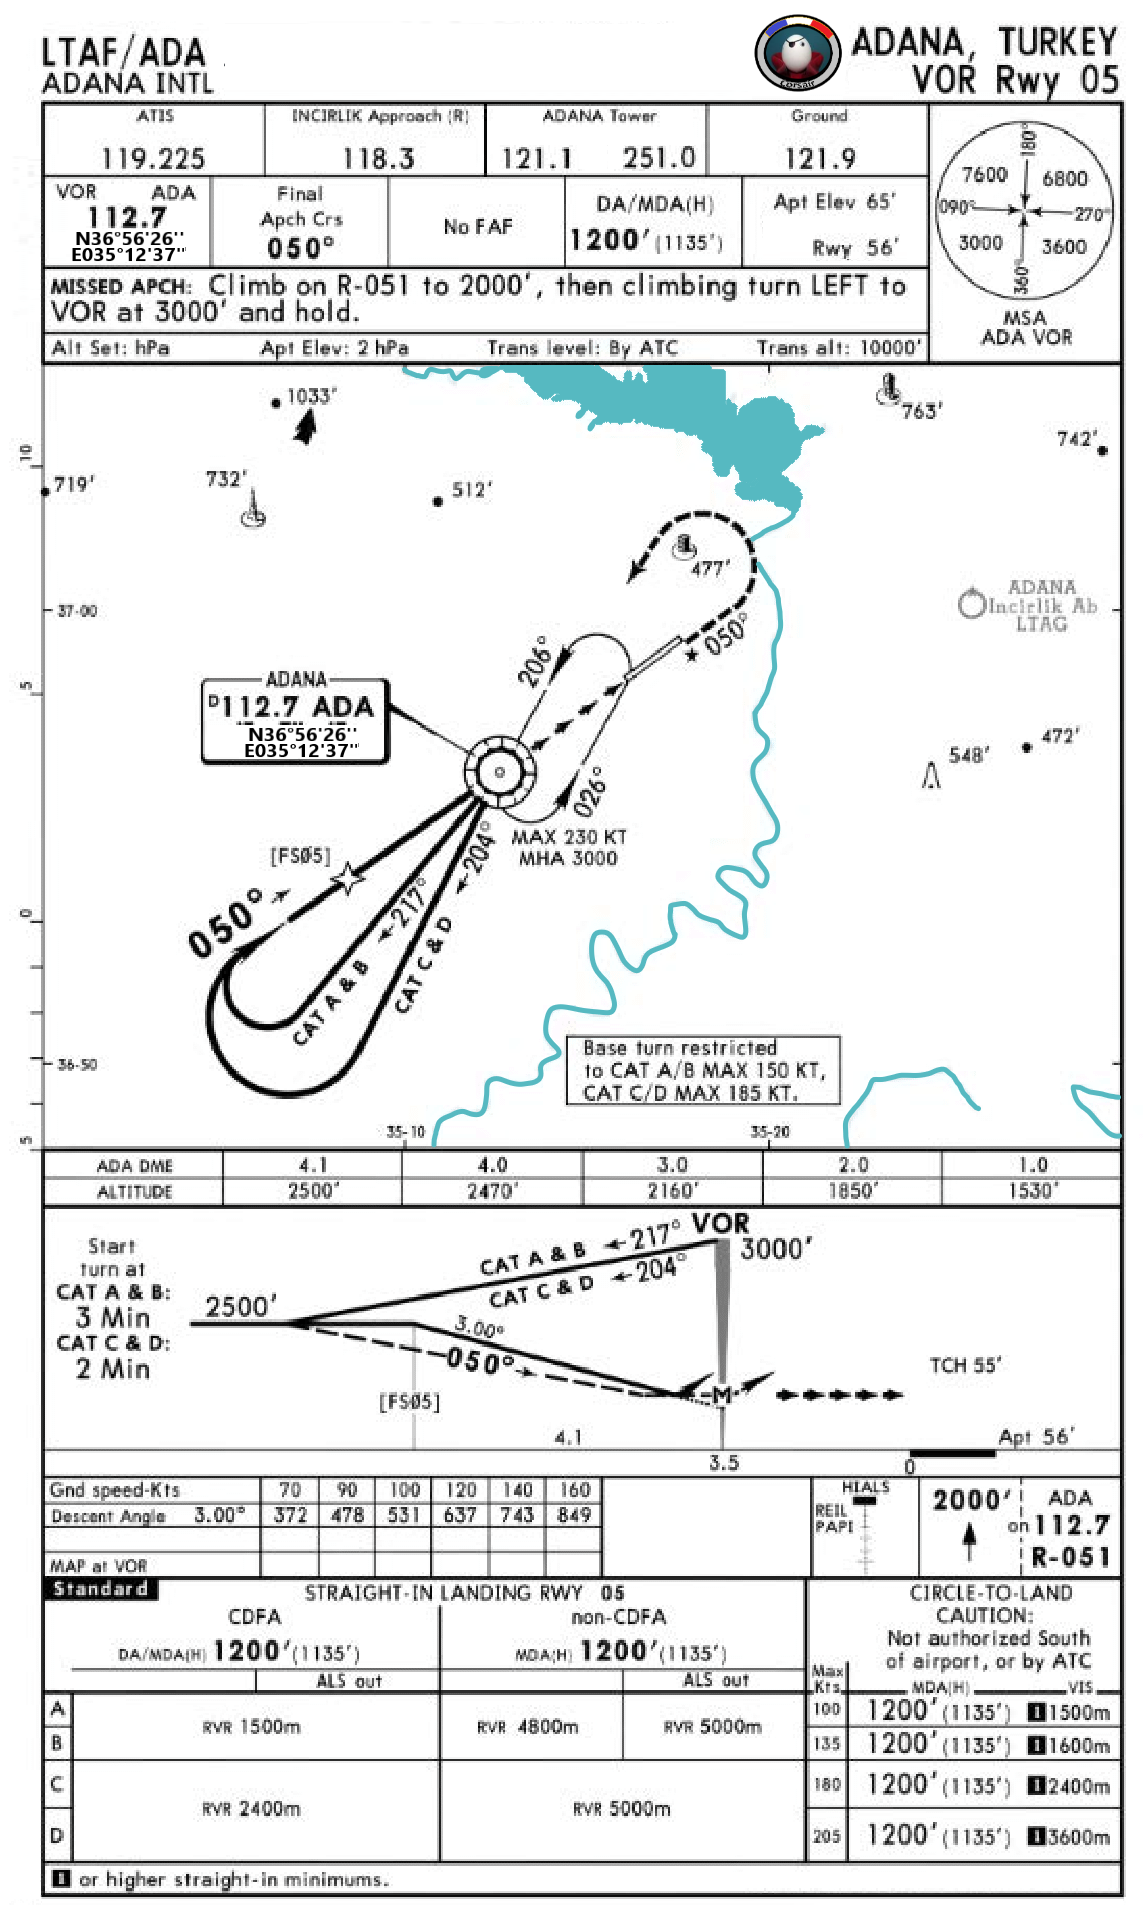 LTAF/ADA
ADANA INTL
corsair
ADANA, TURKEY
VOR Rwy 05
ATIS
119.225
INCIRLIK Approach (R)
118.3
ADANA Tower
121.1 251.0
Ground
121.9
VOR ADA
112.7
N36°56'26''
E035°12'37''
Final
Apch Crs
050°
No FAF
DA/MDA(H)
1200' (1135')
Apt Elev 65'
Rwy 56'
MISSED APCH: Climb on R-051 to 2000', then climbing turn LEFT to
VOR at 3000' and hold.
Alt Set: hPa Apt Elev: 2 hPa Trans level: By ATC Trans alt: 10000'
180°
7600 6800
090° 270°
3000 3600
360°
MSA
ADA VOR
1033'
763'
742'
10
719'
732'
512'
477'
37-00
ADANA
Incirlik Ab
LTAG
050°
206°
5
ADANA
D112.7 ADA
N36°56'26''
E035°12'37''
472'
548'
026°
MAX 230 KT
MHA 3000
[FS05]
204°
217°
050°
0
CAT A & B
CAT C & D
36-50
Base turn restricted
to CAT A/B MAX 150 KT,
CAT C/D MAX 185 KT.
5
35-10
35-20
ADA DME 4.1 4.0 3.0 2.0 1.0
ALTITUDE 2500' 2470' 2160' 1850' 1530'
Start
turn at
CAT A & B:
3 Min
CAT C & D:
2 Min
VOR
3000'
CAT A & B 217°
CAT C & D 204°
2500'
3.00°
050°
[FS05]
M
TCH 55'
4.1
3.5
Apt 56'
0
Gnd speed-Kts 70 90 100 120 140 160
Descent Angle 3.00° 372 478 531 637 743 849
MAP at VOR
HIALS
REIL
PAPI
2000'
on
ADA
112.7
R-051
Standard
STRAIGHT-IN LANDING RWY 05
CDFA
non-CDFA
DA/MDA(H) 1200' (1135')
MDA(H) 1200' (1135')
ALS out
ALS out
A
B
C
D
RVR 1500m
RVR 4800m
RVR 5000m
RVR 2400m
RVR 5000m
CIRCLE-TO-LAND
CAUTION:
Not authorized South
of airport, or by ATC
Max
Kts
MDA(H) VIS
100 1200' (1135') 1 1500m
135 1200' (1135') 1 1600m
180 1200' (1135') 1 2400m
205 1200' (1135') 1 3600m
1 or higher straight-in minimums.